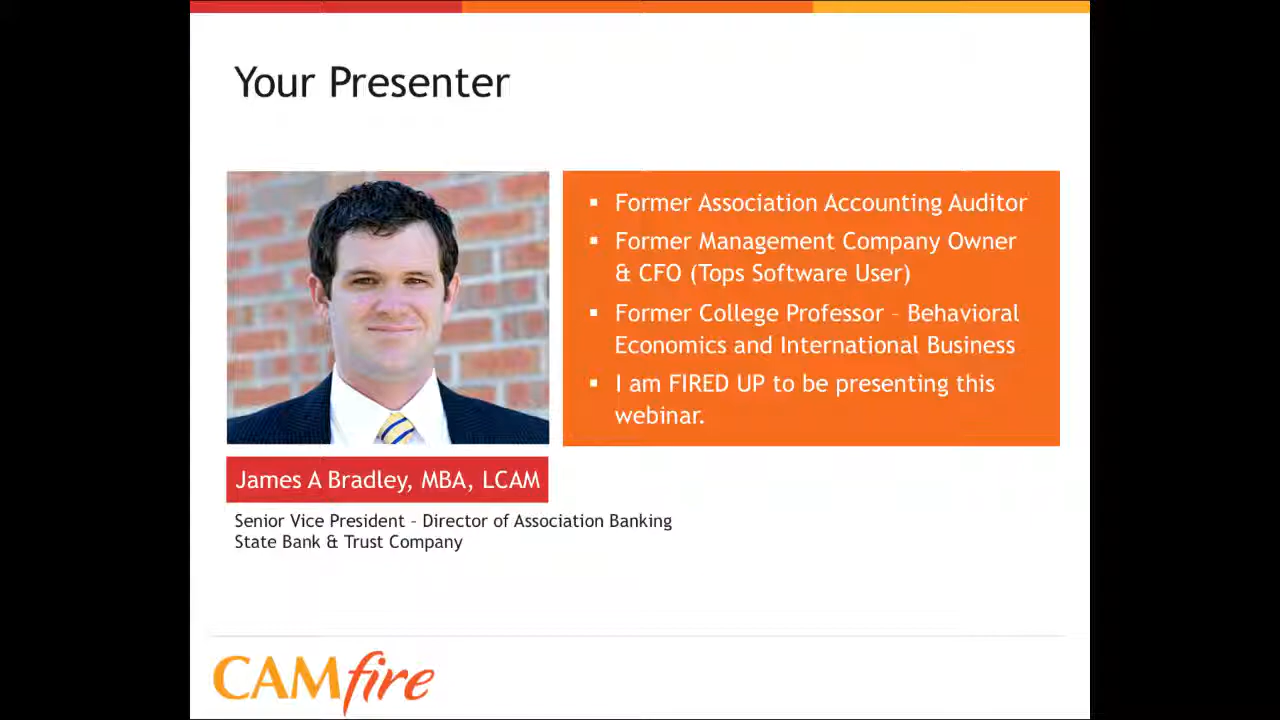 Your Presenter
▪ Former Association Accounting Auditor
▪ Former Management Company Owner
& CFO (Tops Software User)
▪ Former College Professor – Behavioral
Economics and International Business
▪ I am FIRED UP to be presenting this
webinar.
James A Bradley, MBA, LCAM
Senior Vice President – Director of Association Banking
State Bank & Trust Company
CAMfire